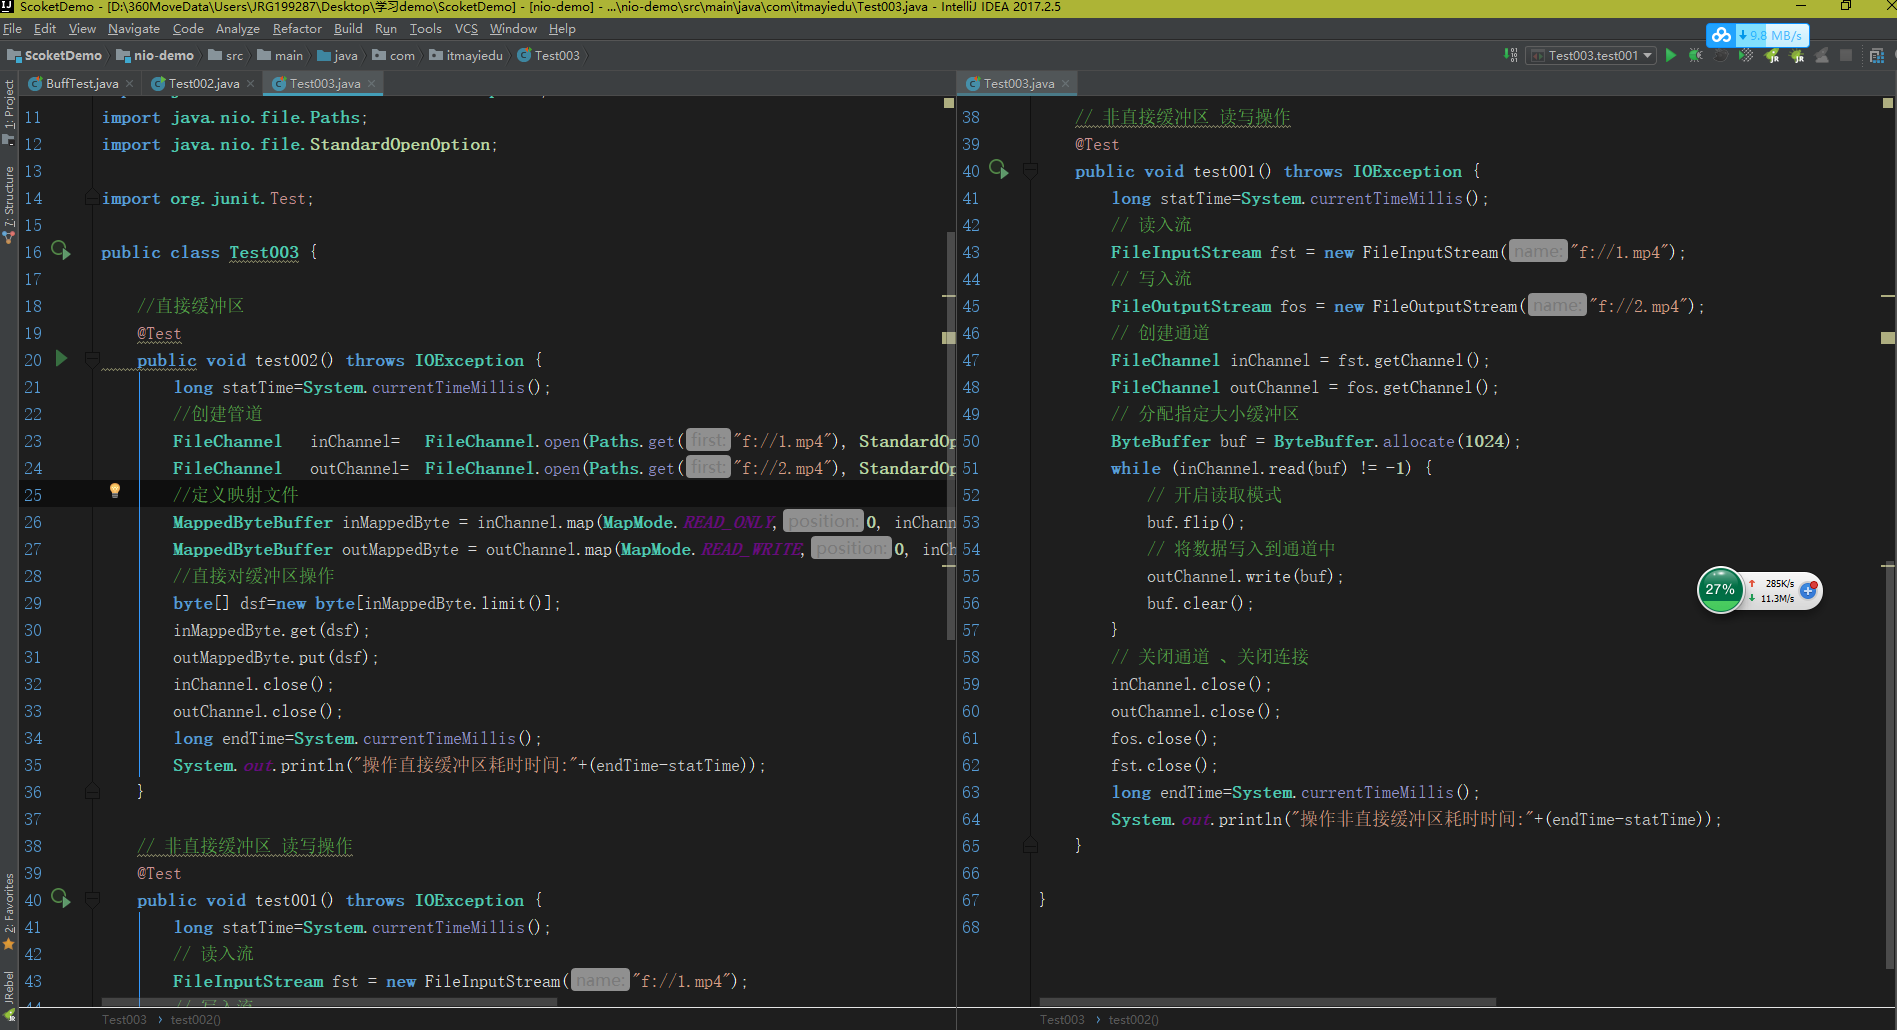 ScoketDemo - [D:\360MoveData\Users\JRG199287\Desktop\学习demo\ScoketDemo] - [nio-demo] - ...\nio-demo\src\main\java\com\itmayiedu\Test003.java - IntelliJ IDEA 2017.2.5
File Edit View Navigate Code Analyze Refactor Build Run Tools VCS Window Help
9.8 MB/s
ScoketDemo nio-demo src main java com itmayiedu Test003
Test003.test001
1: Project
7: Structure
2: Favorites
JRebel
BuffTest.java Test002.java Test003.java
11 import java.nio.file.Paths;
12 import java.nio.file.StandardOpenOption;
13
14 import org.junit.Test;
15
16 public class Test003 {
17
18 //直接缓冲区
19 @Test
20 public void test002() throws IOException {
21 long statTime=System.currentTimeMillis();
22 //创建管道
23 FileChannel inChannel= FileChannel.open(Paths.get( first: "f://1.mp4"), StandardOp
24 FileChannel outChannel= FileChannel.open(Paths.get( first: "f://2.mp4"), StandardOp
25 //定义映射文件
26 MappedByteBuffer inMappedByte = inChannel.map(MapMode.READ_ONLY, position: 0, inChann
27 MappedByteBuffer outMappedByte = outChannel.map(MapMode.READ_WRITE, position: 0, inCh
28 //直接对缓冲区操作
29 byte[] dsf=new byte[inMappedByte.limit()];
30 inMappedByte.get(dsf);
31 outMappedByte.put(dsf);
32 inChannel.close();
33 outChannel.close();
34 long endTime=System.currentTimeMillis();
35 System.out.println("操作直接缓冲区耗时时间:"+(endTime-statTime));
36 }
37
38 // 非直接缓冲区 读写操作
39 @Test
40 public void test001() throws IOException {
41 long statTime=System.currentTimeMillis();
42 // 读入流
43 FileInputStream fst = new FileInputStream( name: "f://1.mp4");
44 // 写入流
Test003 › test002()
Test003.java
38 // 非直接缓冲区 读写操作
39 @Test
40 public void test001() throws IOException {
41 long statTime=System.currentTimeMillis();
42 // 读入流
43 FileInputStream fst = new FileInputStream( name: "f://1.mp4");
44 // 写入流
45 FileOutputStream fos = new FileOutputStream( name: "f://2.mp4");
46 // 创建通道
47 FileChannel inChannel = fst.getChannel();
48 FileChannel outChannel = fos.getChannel();
49 // 分配指定大小缓冲区
50 ByteBuffer buf = ByteBuffer.allocate(1024);
51 while (inChannel.read(buf) != -1) {
52 // 开启读取模式
53 buf.flip();
54 // 将数据写入到通道中
55 outChannel.write(buf);
56 buf.clear();
57 }
58 // 关闭通道 、关闭连接
59 inChannel.close();
60 outChannel.close();
61 fos.close();
62 fst.close();
63 long endTime=System.currentTimeMillis();
64 System.out.println("操作非直接缓冲区耗时时间:"+(endTime-statTime));
65 }
66
67 }
68
27% 285K/s
11.3M/s
Test003 › test002()